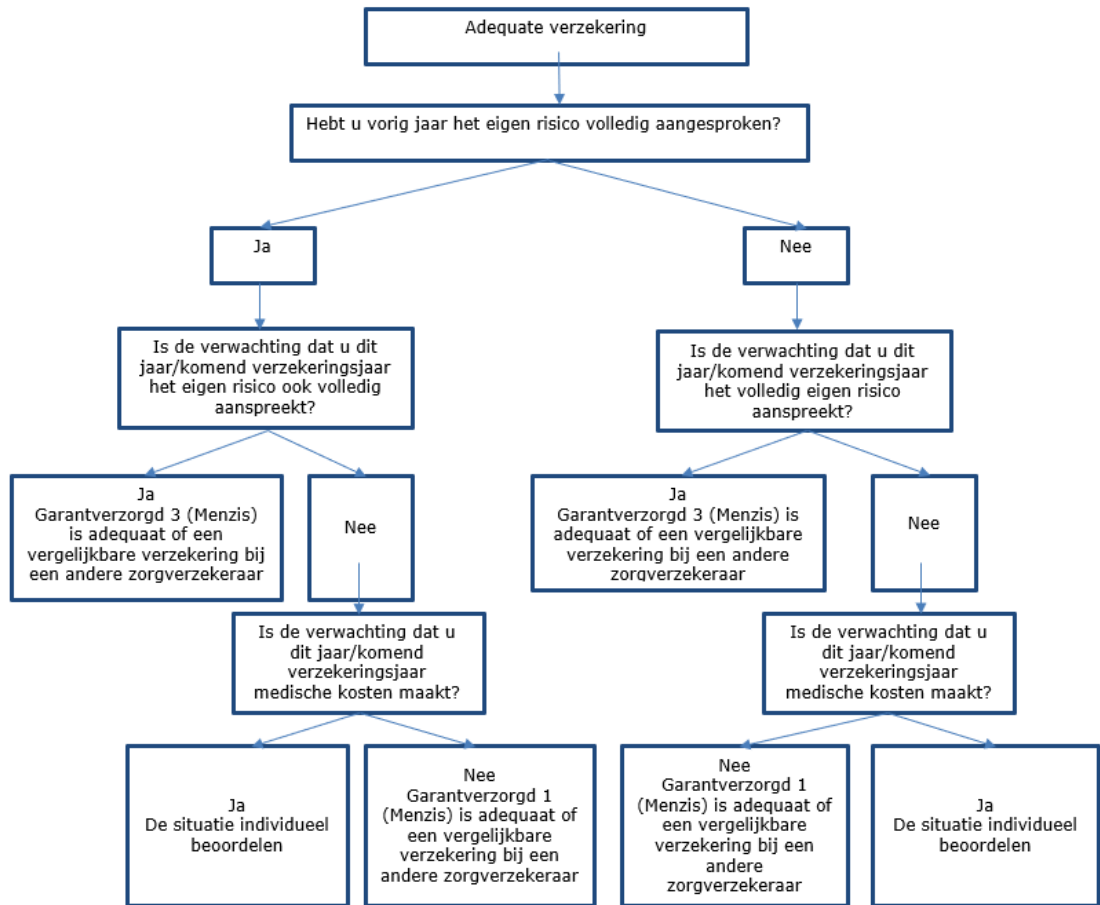 Adequate verzekering
Hebt u vorig jaar het eigen risico volledig aangesproken?
Ja
Nee
Is de verwachting dat u dit
jaar/komend verzekeringsjaar
het eigen risico ook volledig
aanspreekt?
Is de verwachting dat u dit
jaar/komend verzekeringsjaar
het volledig eigen risico
aanspreekt?
Ja
Garantverzorgd 3 (Menzis)
is adequaat of een
vergelijkbare verzekering bij
een andere zorgverzekeraar
Nee
Ja
Garantverzorgd 3 (Menzis) is
adequaat of een vergelijkbare
verzekering bij een andere
zorgverzekeraar
Nee
Is de verwachting dat u
dit jaar/komend
verzekeringsjaar
medische kosten maakt?
Is de verwachting dat u
dit jaar/komend
verzekeringsjaar
medische kosten maakt?
Ja
De situatie individueel
beoordelen
Nee
Garantverzorgd 1
(Menzis) is adequaat of
een vergelijkbare
verzekering bij een
andere zorgverzekeraar
Nee
Garantverzorgd 1
(Menzis) is adequaat of
een vergelijkbare
verzekering bij een
andere
zorgverzekeraar
Ja
De situatie individueel
beoordelen